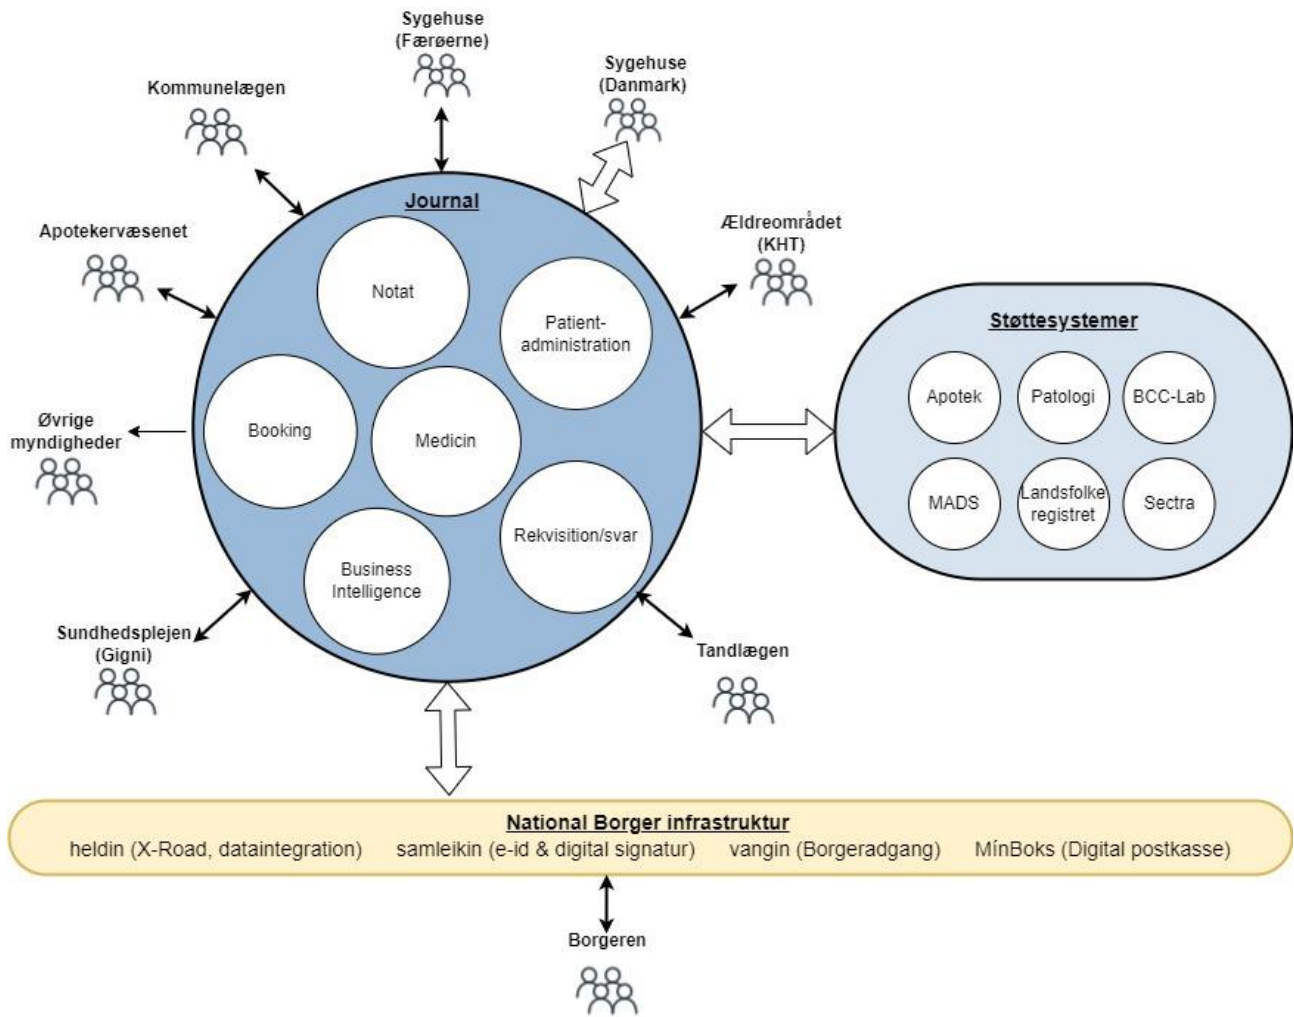 Sygehuse
(Færøerne)
Sygehuse
(Danmark)
Kommunelægen
Apotekervæsenet
Ældreområdet
(KHT)
Øvrige
myndigheder
Sundhedsplejen
(Gigni)
Tandlægen
Journal
Notat
Patient-
administration
Booking
Medicin
Rekvisition/svar
Business
Intelligence
Støttesystemer
Apotek
Patologi
BCC-Lab
MADS
Landsfolke
registret
Sectra
National Borger infrastruktur
heldin (X-Road, dataintegration) samleikin (e-id & digital signatur) vangin (Borgeradgang) MínBoks (Digital postkasse)
Borgeren